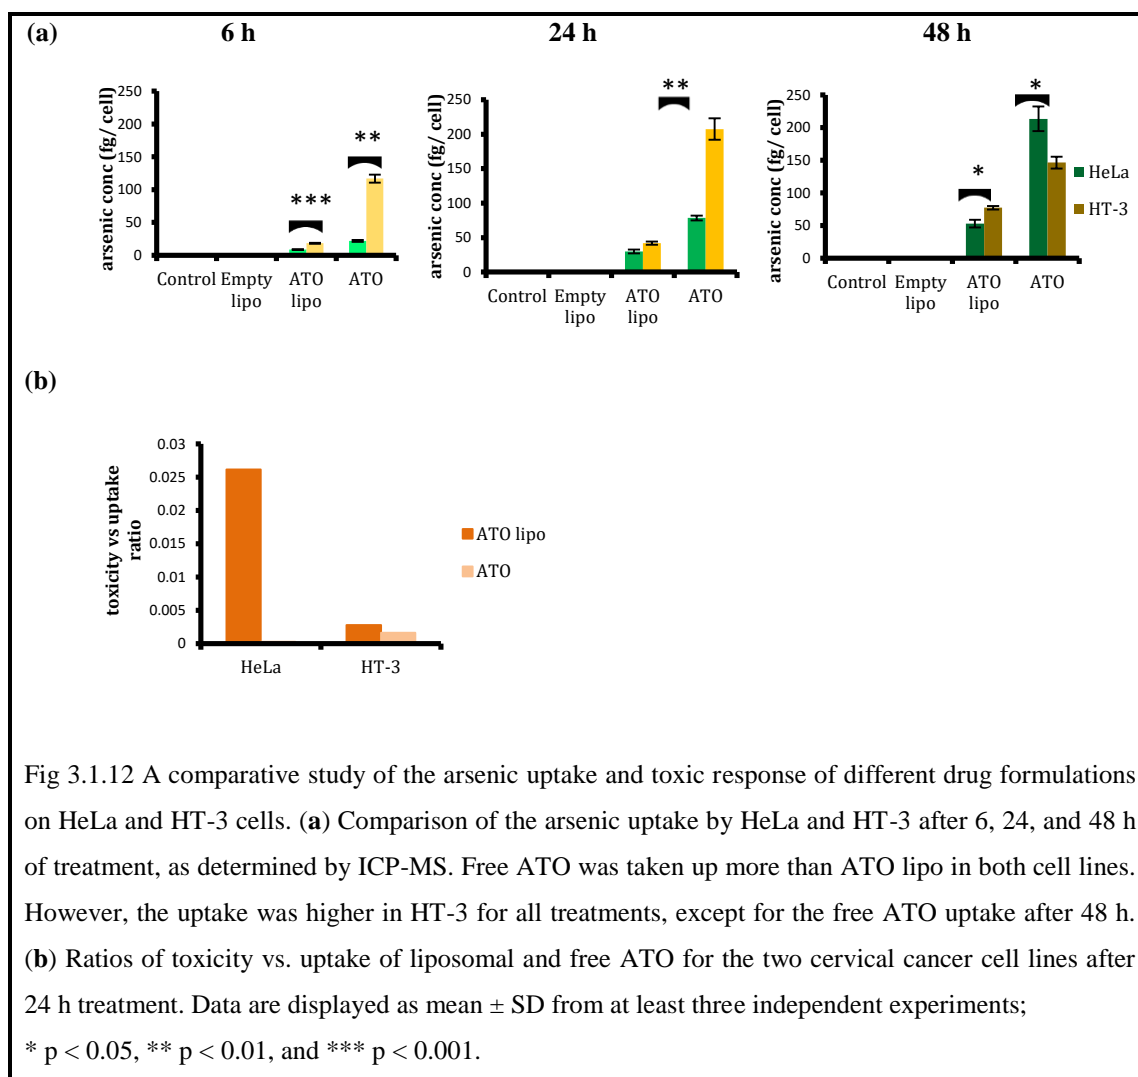 (a) 6 h 24 h 48 h
arsenic conc (fg/ cell)
250
200
150
100
50
0
***
**
Control Empty lipo ATO lipo ATO
arsenic conc (fg/ cell)
250
200
150
100
50
0
**
Control Empty lipo ATO lipo ATO
arsenic conc (fg/ cell)
250
200
150
100
50
0
*
*
Control Empty lipo ATO lipo ATO
HeLa
HT-3
(b)
toxicity vs uptake
ratio
0.03
0.025
0.02
0.015
0.01
0.005
0
HeLa HT-3
ATO lipo
ATO
Fig 3.1.12 A comparative study of the arsenic uptake and toxic response of different drug formulations
on HeLa and HT-3 cells. (a) Comparison of the arsenic uptake by HeLa and HT-3 after 6, 24, and 48 h
of treatment, as determined by ICP-MS. Free ATO was taken up more than ATO lipo in both cell lines.
However, the uptake was higher in HT-3 for all treatments, except for the free ATO uptake after 48 h.
(b) Ratios of toxicity vs. uptake of liposomal and free ATO for the two cervical cancer cell lines after
24 h treatment. Data are displayed as mean ± SD from at least three independent experiments;
* p < 0.05, ** p < 0.01, and *** p < 0.001.